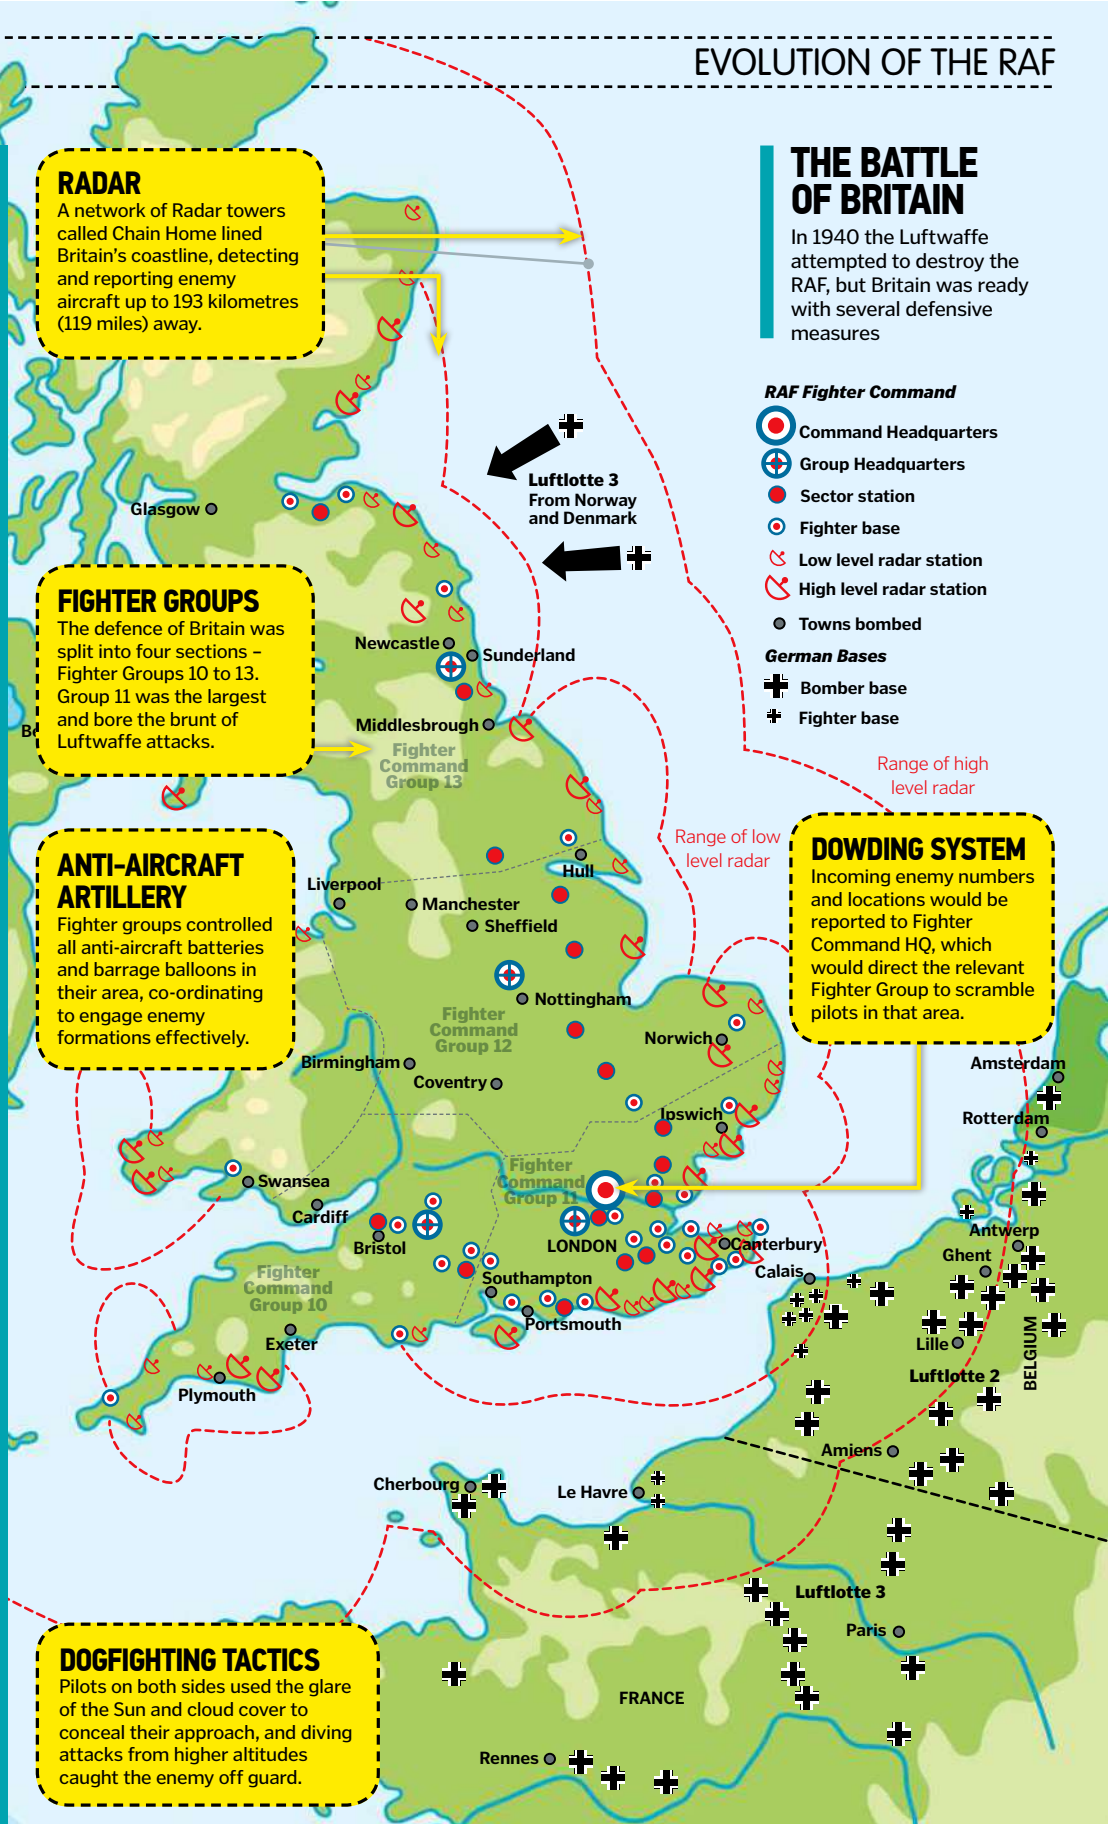 EVOLUTION OF THE RAF
THE BATTLE
OF BRITAIN
In 1940 the Luftwaffe
attempted to destroy the
RAF, but Britain was ready
with several defensive
measures
RADAR
A network of Radar towers
called Chain Home lined
Britain's coastline, detecting
and reporting enemy
aircraft up to 193 kilometres
(119 miles) away.
RAF Fighter Command
Command Headquarters
Group Headquarters
Sector station
Fighter base
Low level radar station
High level radar station
Towns bombed
German Bases
Bomber base
Fighter base
Luftlotte 3
From Norway
and Denmark
Glasgow
FIGHTER GROUPS
The defence of Britain was
split into four sections –
Fighter Groups 10 to 13.
Group 11 was the largest
and bore the brunt of
Luftwaffe attacks.
Newcastle
Sunderland
Middlesbrough
Fighter
Command
Group 13
Range of high
level radar
Range of low
level radar
DOWDING SYSTEM
Incoming enemy numbers
and locations would be
reported to Fighter
Command HQ, which
would direct the relevant
Fighter Group to scramble
pilots in that area.
ANTI-AIRCRAFT
ARTILLERY
Fighter groups controlled
all anti-aircraft batteries
and barrage balloons in
their area, co-ordinating
to engage enemy
formations effectively.
Hull
Liverpool
Manchester
Sheffield
Nottingham
Fighter
Command
Group 12
Norwich
Birmingham
Coventry
Ipswich
Amsterdam
Rotterdam
Fighter
Command
Group 11
Swansea
Cardiff
Bristol
LONDON
Canterbury
Antwerp
Ghent
Calais
Fighter
Command
Group 10
Southampton
Portsmouth
Exeter
Plymouth
Lille
BELGIUM
Luftlotte 2
Amiens
Cherbourg
Le Havre
Luftlotte 3
Paris
FRANCE
Rennes
DOGFIGHTING TACTICS
Pilots on both sides used the glare
of the Sun and cloud cover to
conceal their approach, and diving
attacks from higher altitudes
caught the enemy off guard.